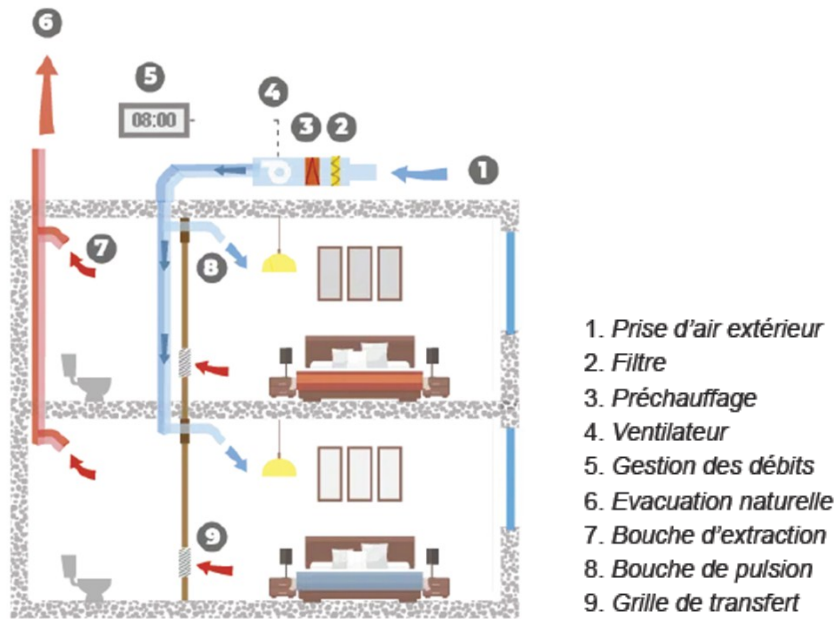 6
5
08:00
4
3 2
1
7
8
9
1. Prise d'air extérieur
2. Filtre
3. Préchauffage
4. Ventilateur
5. Gestion des débits
6. Evacuation naturelle
7. Bouche d'extraction
8. Bouche de pulsion
9. Grille de transfert